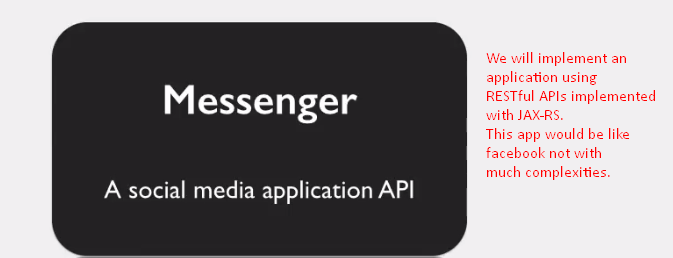 Messenger
A social media application API
We will implement an
application using
RESTful APIs implemented
with JAX-RS.
This app would be like
facebook not with
much complexities.